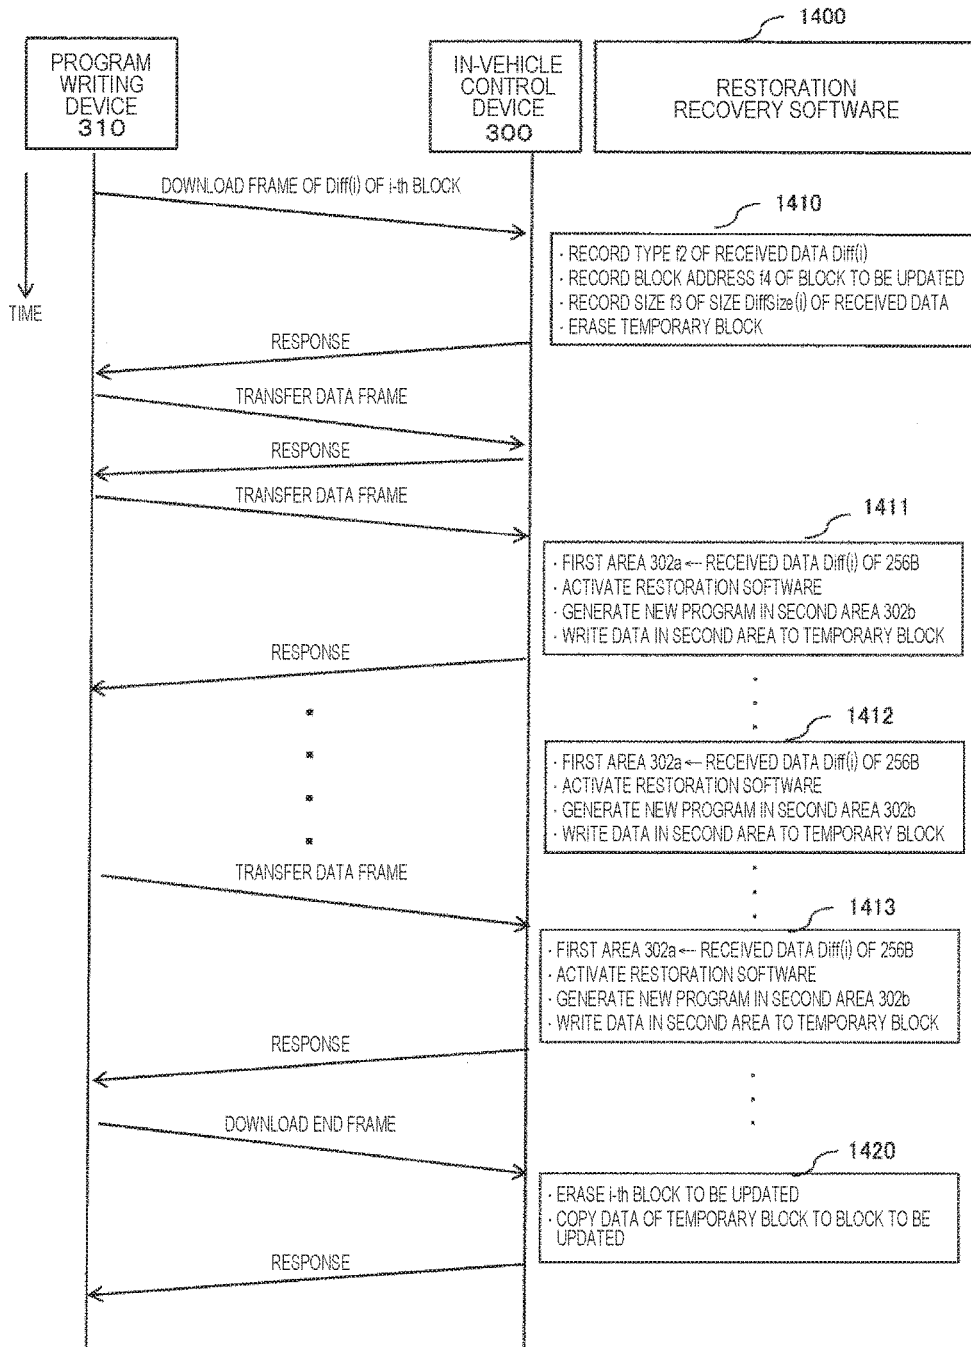 1400
PROGRAM
WRITING
DEVICE
310
IN-VEHICLE
CONTROL
DEVICE
300
RESTORATION
RECOVERY SOFTWARE
DOWNLOAD FRAME OF Diff(i) OF i-th BLOCK
TIME
1410
· RECORD TYPE f2 OF RECEIVED DATA Diff(i)
· RECORD BLOCK ADDRESS f4 OF BLOCK TO BE UPDATED
· RECORD SIZE f3 OF SIZE DiffSize(i) OF RECEIVED DATA
· ERASE TEMPORARY BLOCK
RESPONSE
TRANSFER DATA FRAME
RESPONSE
TRANSFER DATA FRAME
1411
· FIRST AREA 302a ← RECEIVED DATA Diff(i) OF 256B
· ACTIVATE RESTORATION SOFTWARE
· GENERATE NEW PROGRAM IN SECOND AREA 302b
· WRITE DATA IN SECOND AREA TO TEMPORARY BLOCK
RESPONSE
1412
· FIRST AREA 302a ← RECEIVED DATA Diff(i) OF 256B
· ACTIVATE RESTORATION SOFTWARE
· GENERATE NEW PROGRAM IN SECOND AREA 302b
· WRITE DATA IN SECOND AREA TO TEMPORARY BLOCK
TRANSFER DATA FRAME
1413
· FIRST AREA 302a ← RECEIVED DATA Diff(i) OF 256B
· ACTIVATE RESTORATION SOFTWARE
· GENERATE NEW PROGRAM IN SECOND AREA 302b
· WRITE DATA IN SECOND AREA TO TEMPORARY BLOCK
RESPONSE
DOWNLOAD END FRAME
1420
· ERASE i-th BLOCK TO BE UPDATED
· COPY DATA OF TEMPORARY BLOCK TO BLOCK TO BE
UPDATED
RESPONSE